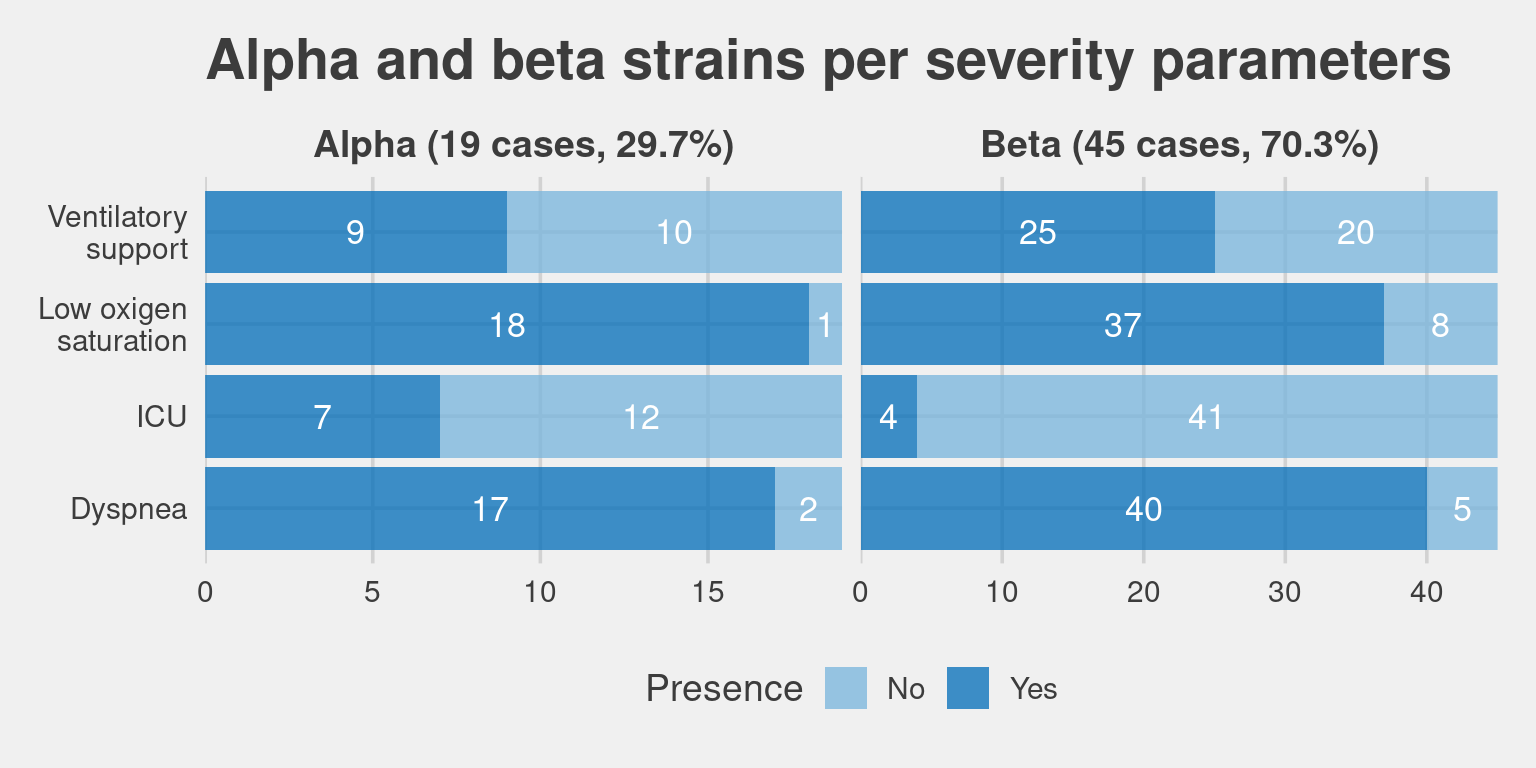 Alpha and beta strains per severity parameters
Alpha (19 cases, 29.7%)
Beta (45 cases, 70.3%)
Ventilatory
support
9
10
25
20
Low oxigen
saturation
18
1
37
8
ICU
7
12
4
41
Dyspnea
17
2
40
5
0 5 10 15
0 10 20 30 40
Presence No Yes